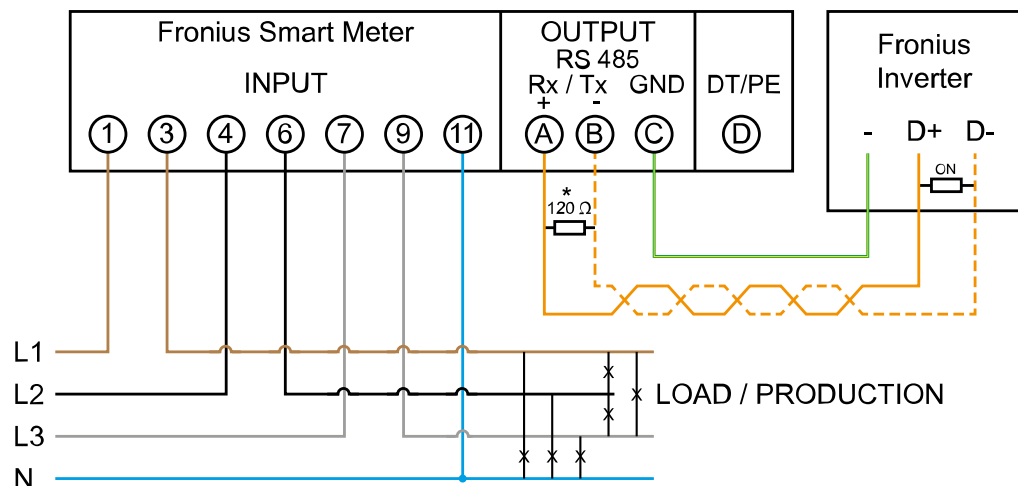 Fronius Smart Meter
INPUT
1 3 4 6 7 9 11
OUTPUT
RS 485
Rx / Tx GND
+ -
A B C
DT/PE
D
Fronius
Inverter
- D+ D-
ON
*
120 Ω
L1
L2
L3
N
LOAD / PRODUCTION